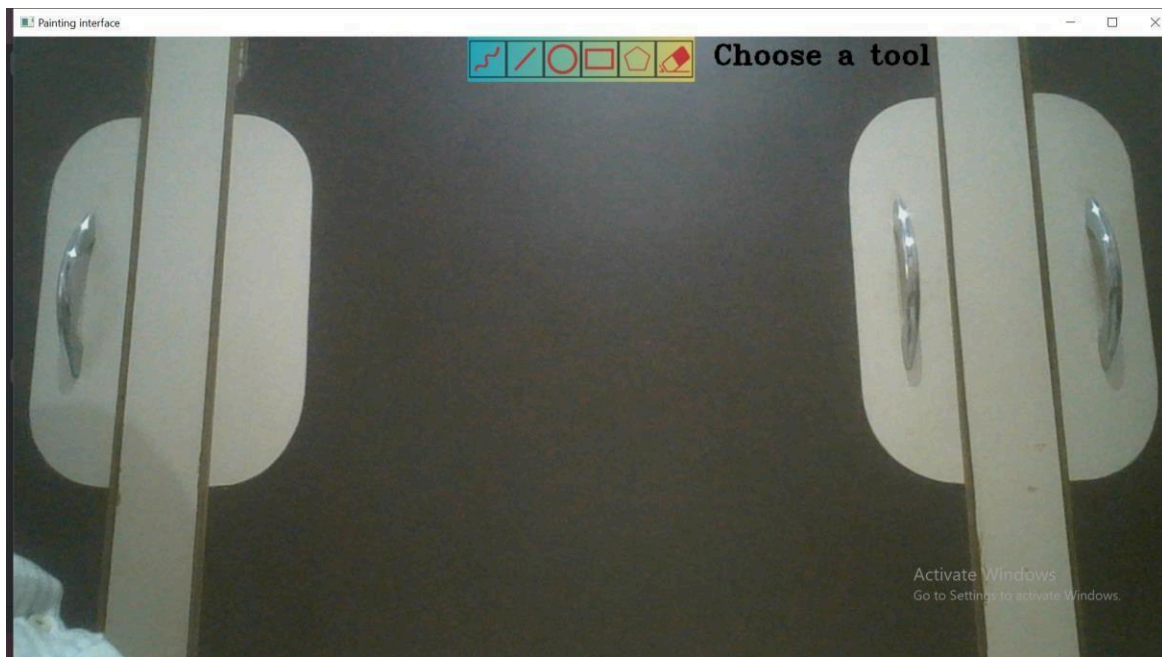 Painting interface
Choose a tool
Activate Windows
Go to Settings to activate Windows.